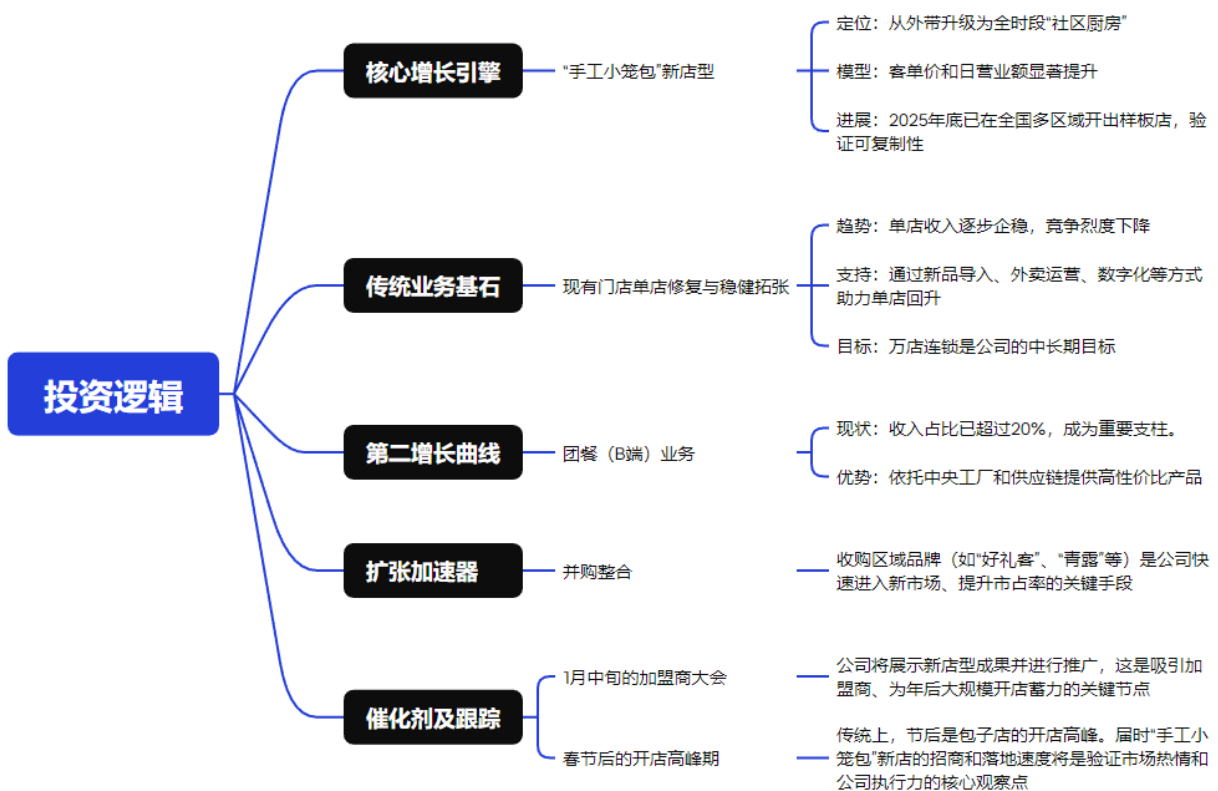 投资逻辑
核心增长引擎
“手工小笼包”新店型
定位：从外带升级为全时段“社区厨房”
模型：客单价和日营业额显著提升
进展：2025年底已在全国多区域开出样板店，验
证可复制性
传统业务基石
现有门店单店修复与稳健拓张
趋势：单店收入逐步企稳，竞争烈度下降
支持：通过新品导入、外卖运营、数字化等方式
助力单店回升
目标：万店连锁是公司的中长期目标
第二增长曲线
团餐（B端）业务
现状：收入占比已超过20%，成为重要支柱。
优势：依托中央工厂和供应链提供高性价比产品
扩张加速器
并购整合
收购区域品牌（如“好礼客”、“青露”等）是公司快
速进入新市场、提升市占率的关键手段
催化剂及跟踪
1月中旬的加盟商大会
公司将展示新店型成果并进行推广，这是吸引加
盟商、为年后大规模开店蓄力的关键节点
春节后的开店高峰期
传统上，节后是包子店的开店高峰。届时“手工小
笼包”新店的招商和落地速度将是验证市场热情和
公司执行力的核心观察点